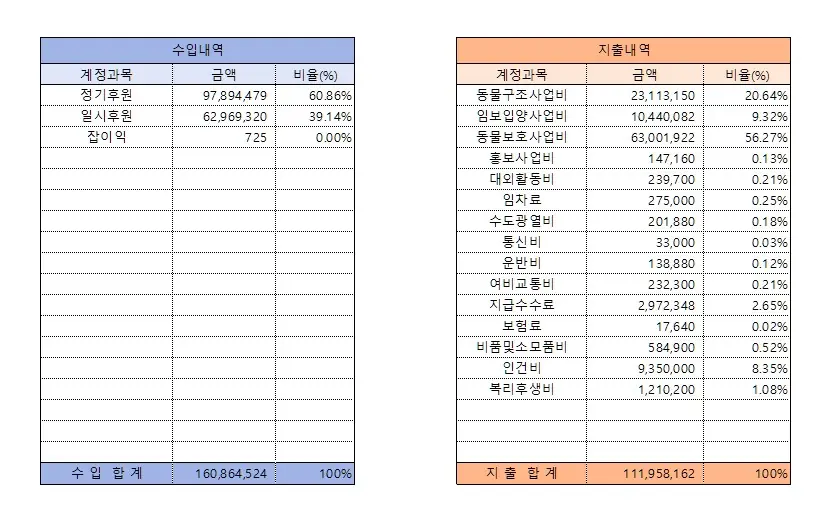 수입내역
계정과목 금액 비율(%)
정기후원 97,894,479 60.86%
일시후원 62,969,320 39.14%
잡이익 725 0.00%
수 입 합 계 160,864,524 100%
지출내역
계정과목 금액 비율(%)
동물구조사업비 23,113,150 20.64%
임보입양사업비 10,440,082 9.32%
동물보호사업비 63,001,922 56.27%
홍보사업비 147,160 0.13%
대외활동비 239,700 0.21%
임차료 275,000 0.25%
수도광열비 201,880 0.18%
통신비 33,000 0.03%
운반비 138,880 0.12%
여비교통비 232,300 0.21%
지급수수료 2,972,348 2.65%
보험료 17,640 0.02%
비품및소모품비 584,900 0.52%
인건비 9,350,000 8.35%
복리후생비 1,210,200 1.08%
지 출 합 계 111,958,162 100%